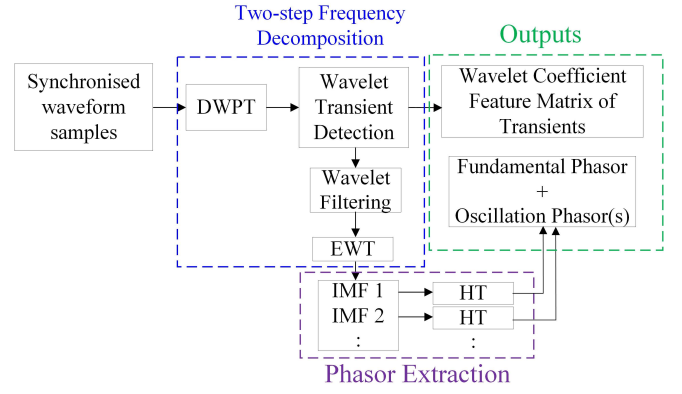 Two-step Frequency
Decomposition
Outputs
Synchronised
waveform
samples
DWPT
Wavelet
Transient
Detection
Wavelet Coefficient
Feature Matrix of
Transients
Wavelet
Filtering
Fundamental Phasor
+
Oscillation Phasor(s)
EWT
IMF 1
HT
IMF 2
HT
:
:
Phasor Extraction